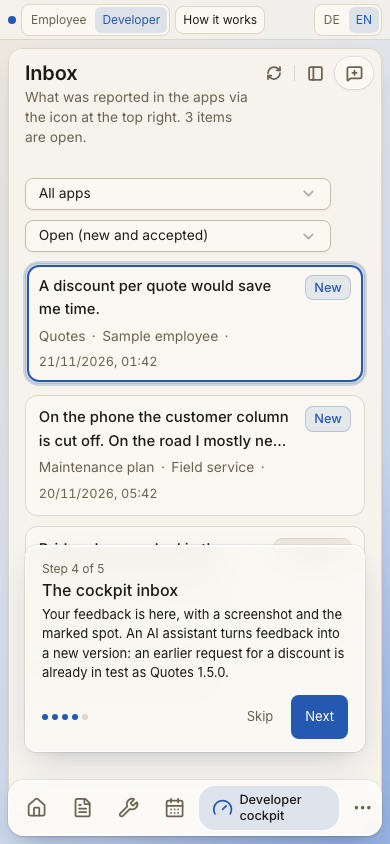 Employee Developer How it works DE EN
Inbox
What was reported in the apps via
the icon at the top right. 3 items
are open.
All apps
Open (new and accepted)
A discount per quote would save
me time.
New
Quotes · Sample employee ·
21/11/2026, 01:42
On the phone the customer column
is cut off. On the road I mostly ne...
New
Maintenance plan · Field service ·
20/11/2026, 05:42
Step 4 of 5
The cockpit inbox
Your feedback is here, with a screenshot and the
marked spot. An AI assistant turns feedback into
a new version: an earlier request for a discount is
already in test as Quotes 1.5.0.
Skip Next
Developer
cockpit